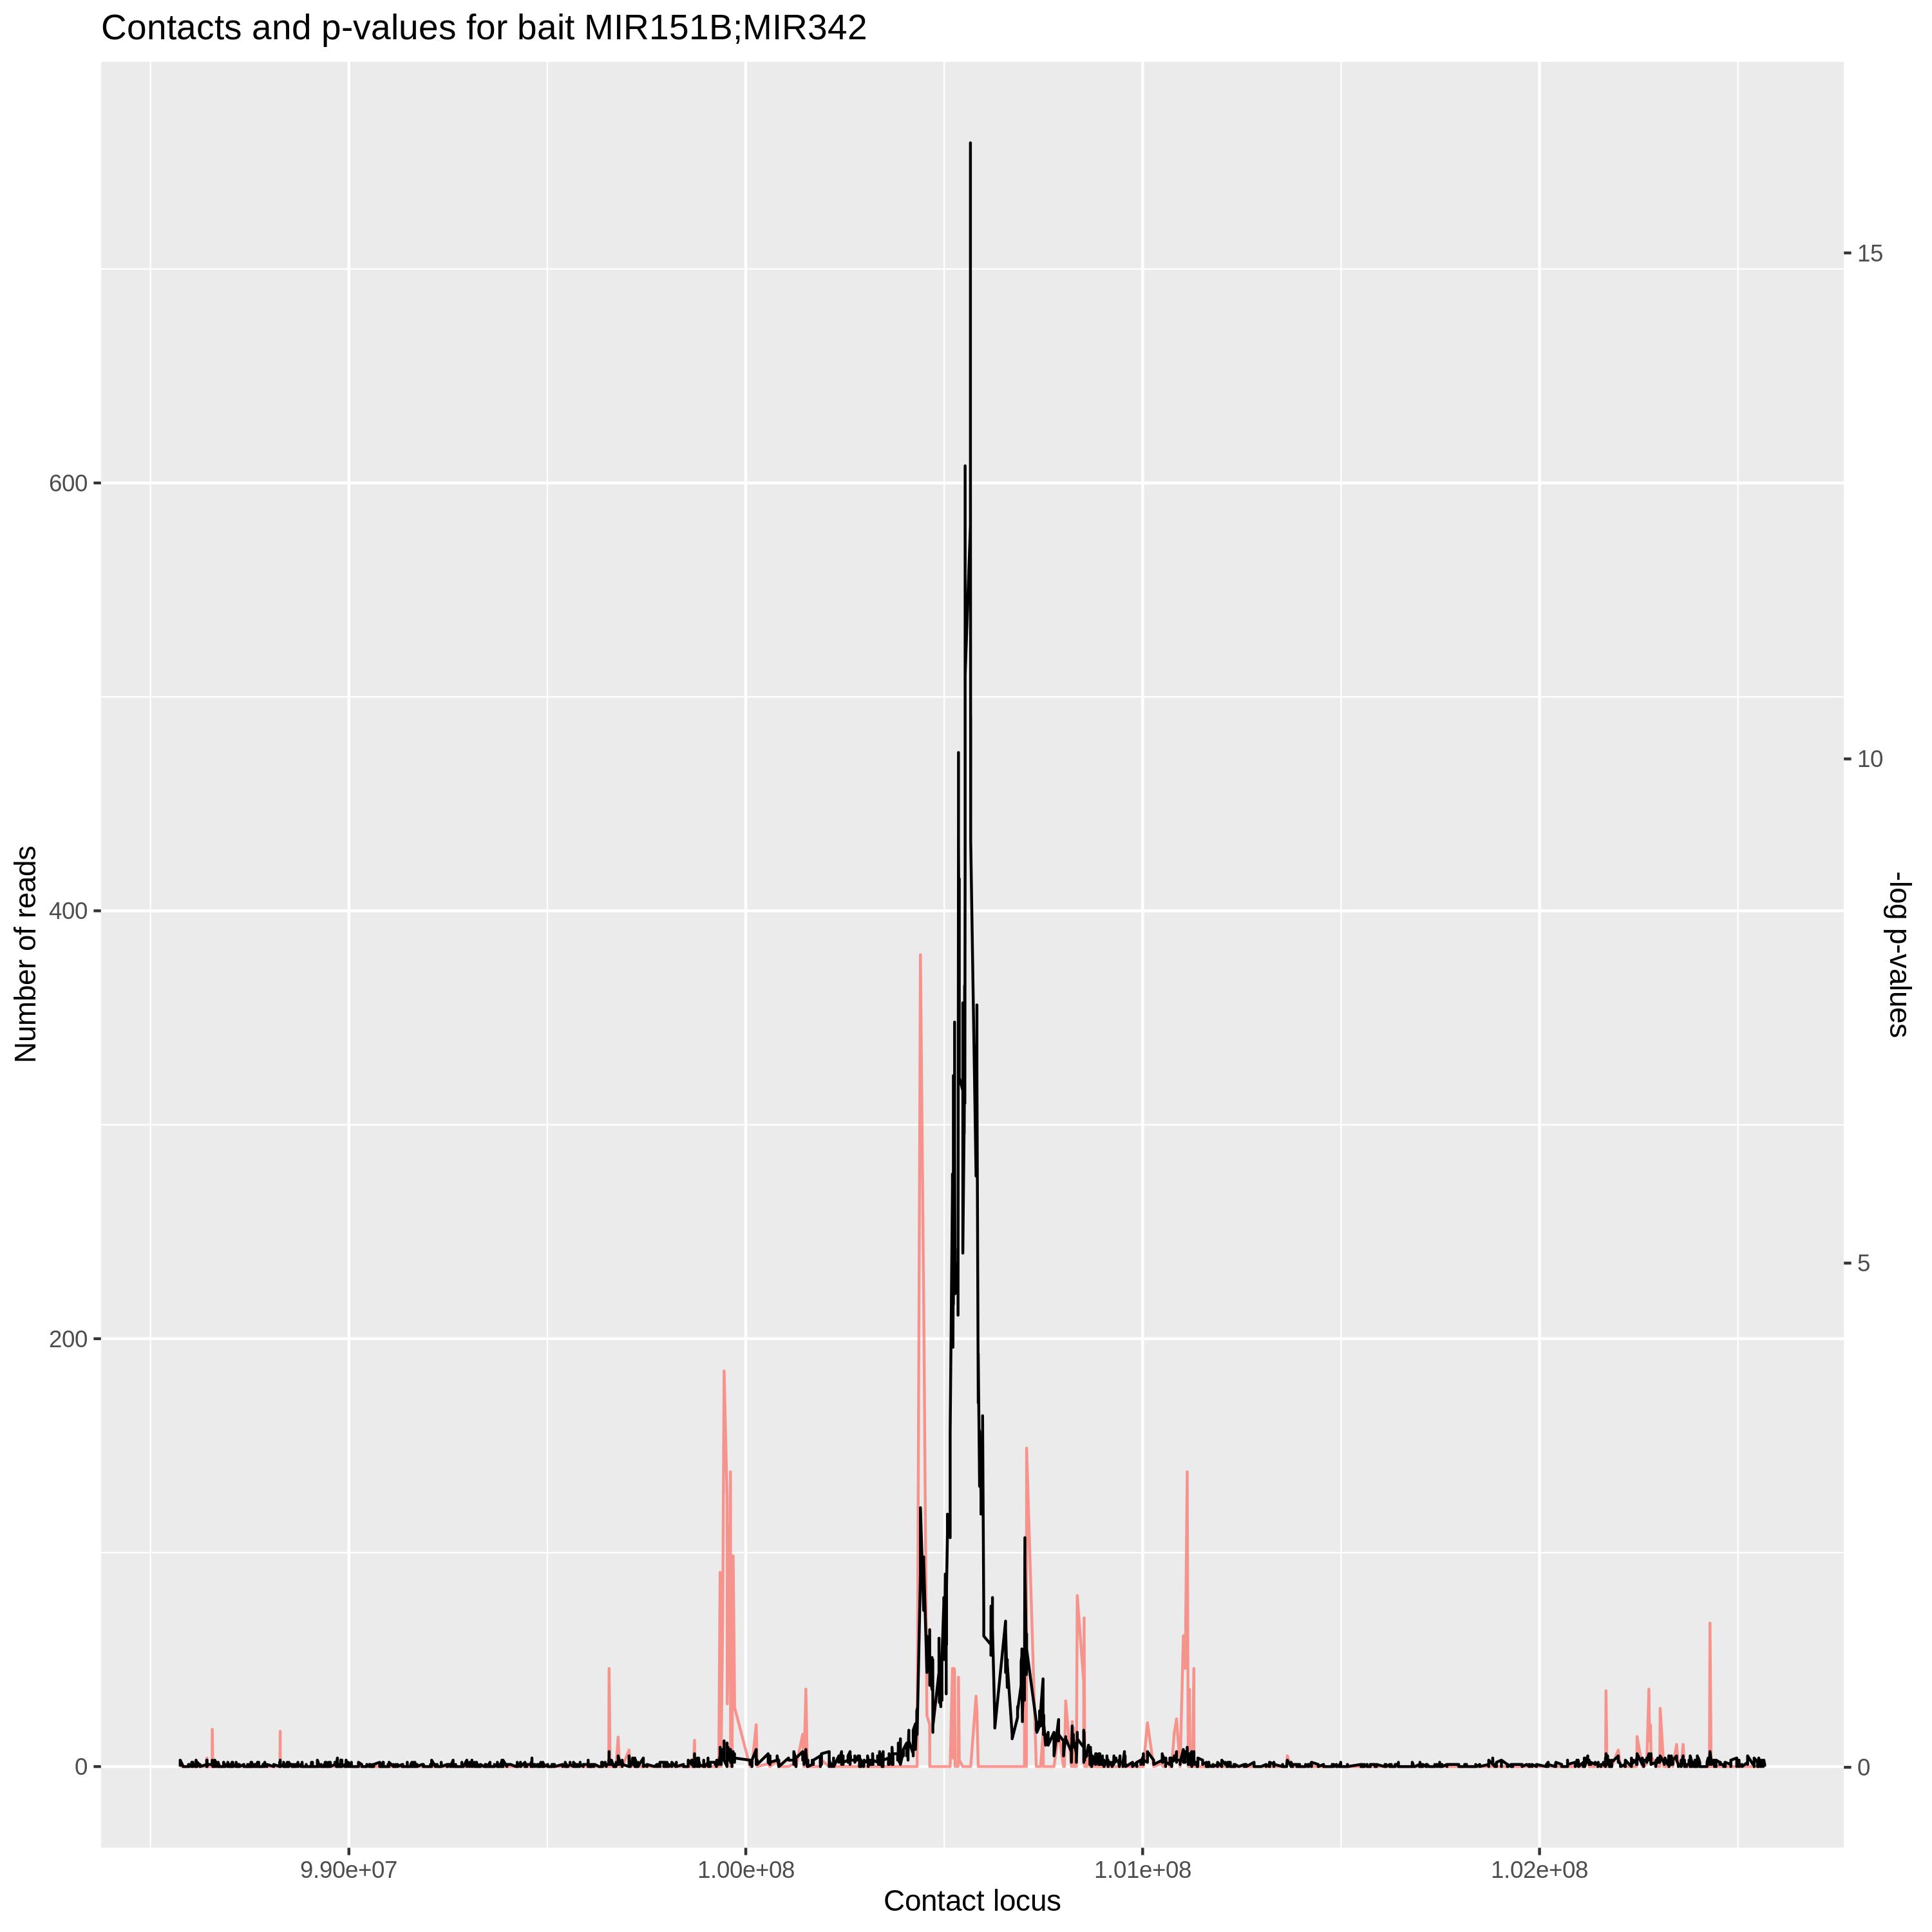 Contacts and p-values for bait MIR151B;MIR342
600
400
200
0
Number of reads
15
10
5
0
-log p-values
9.90e+07
1.00e+08
1.01e+08
1.02e+08
Contact locus